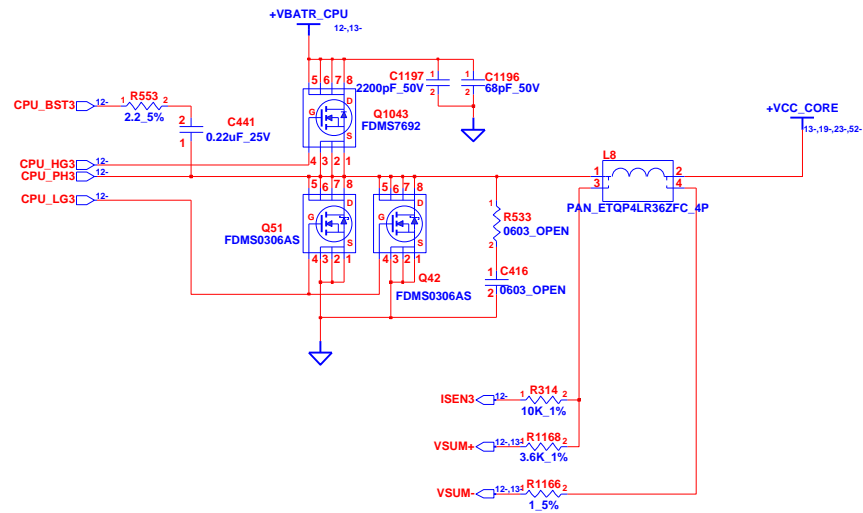 +VBATR_CPU
12-,13-
5 6 7 8
C1197
2200pF_50V
1
2
C1196
68pF_50V
1
2
R553
CPU_BST3
12-
1
2
2.2_5%
D
G
S
Q1043
FDMS7692
2
C441
0.22uF_25V
1
+VCC_CORE
13-,19-,23-,52-
4 3 2 1
L8
CPU_HG3
12-
CPU_PH3
12-
1
2
3
4
PAN_ETQP4LR36ZFC_4P
5 6 7 8
5 6 7 8
CPU_LG3
12-
1
R533
0603_OPEN
2
Q51
FDMS0306AS
D
G
S
D
G
S
4 3 2 1
4 3 2 1
Q42
FDMS0306AS
1
C416
0603_OPEN
2
ISEN3
12-
1
R314
2
10K_1%
VSUM+
12-,13-
1
R1168
2
3.6K_1%
VSUM-
12-,13-
1
R1166
2
1_5%